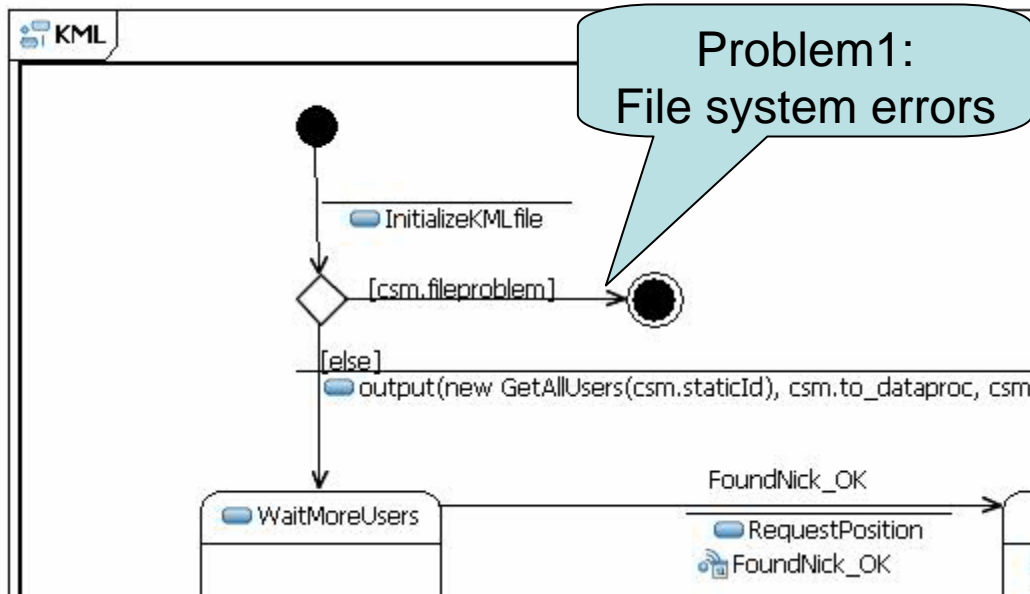 KML
Problem1:
File system errors
InitializeKMLfile
[csm.fileproblem]
[else]
output(new GetAllUsers(csm.staticId), csm.to_dataproc, csm
FoundNick_OK
WaitMoreUsers
RequestPosition
FoundNick_OK